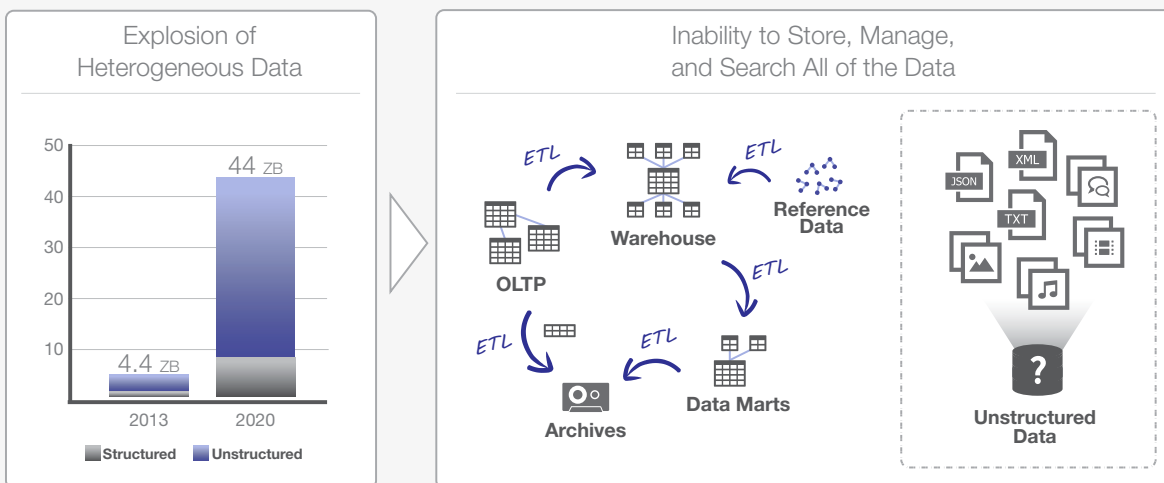 Explosion of
Heterogeneous Data
50
40
30
20
10
4.4 ZB
44 ZB
2013
2020
Structured
Unstructured
Inability to Store, Manage,
and Search All of the Data
ETL
ETL
Warehouse
Reference
Data
OLTP
ETL
ETL
ETL
Data Marts
Archives
XML
JSON
TXT
?
Unstructured
Data